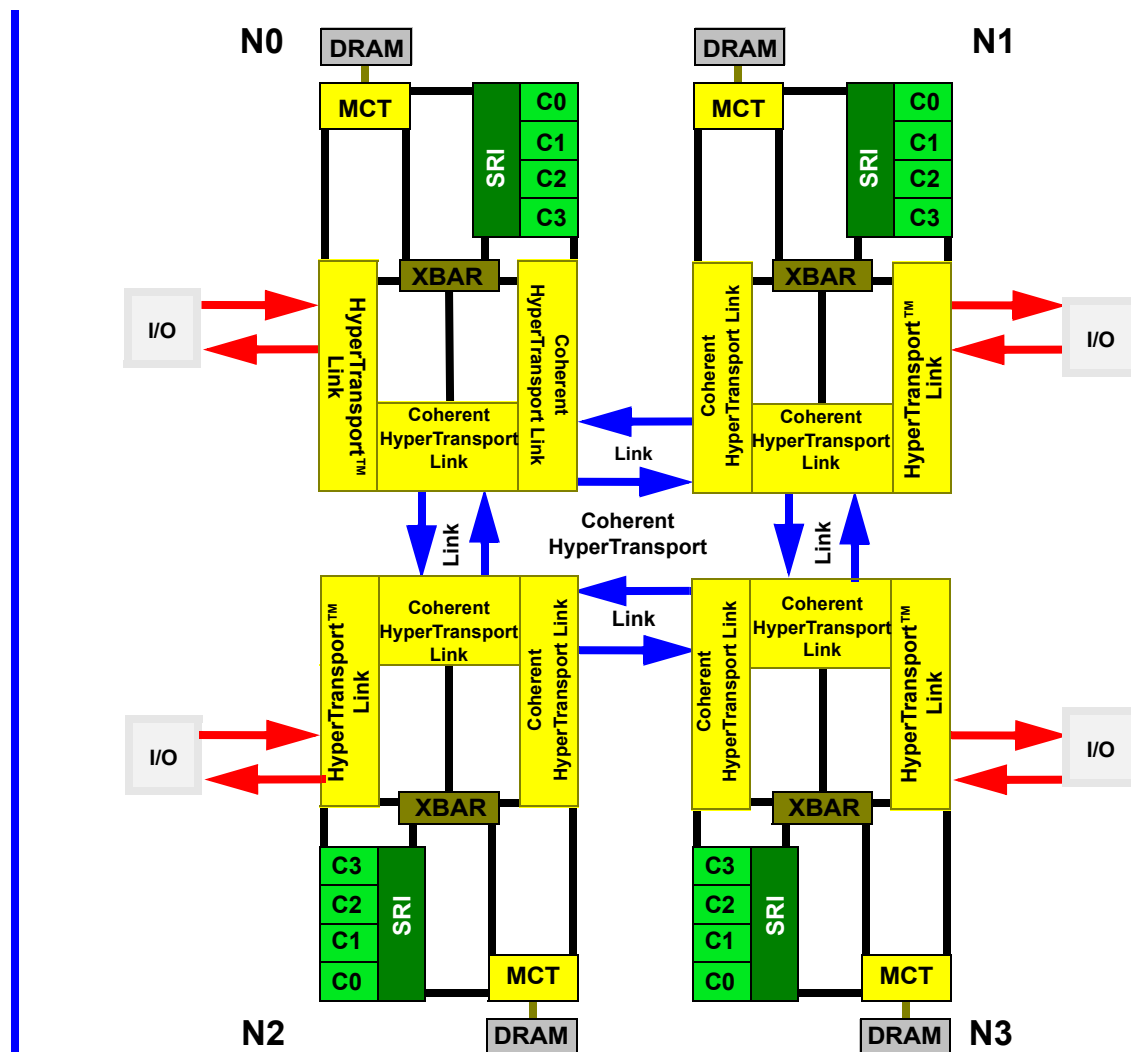 N0
DRAM
MCT
SRI
C0
C1
C2
C3
XBAR
I/O
HyperTransport™
Link
Coherent
HyperTransport Link
Coherent
HyperTransport
Link
N1
DRAM
MCT
SRI
C0
C1
C2
C3
XBAR
I/O
Coherent
HyperTransport Link
HyperTransport™
Link
Coherent
HyperTransport
Link
Link
Link
Coherent
HyperTransport
Link
Link
HyperTransport™
Link
Coherent
HyperTransport Link
Coherent
HyperTransport Link
I/O
XBAR
C3
C2
C1
C0
SRI
MCT
DRAM
N2
Coherent
HyperTransport Link
Coherent
HyperTransport Link
HyperTransport™
Link
I/O
XBAR
C3
C2
C1
C0
SRI
MCT
DRAM
N3